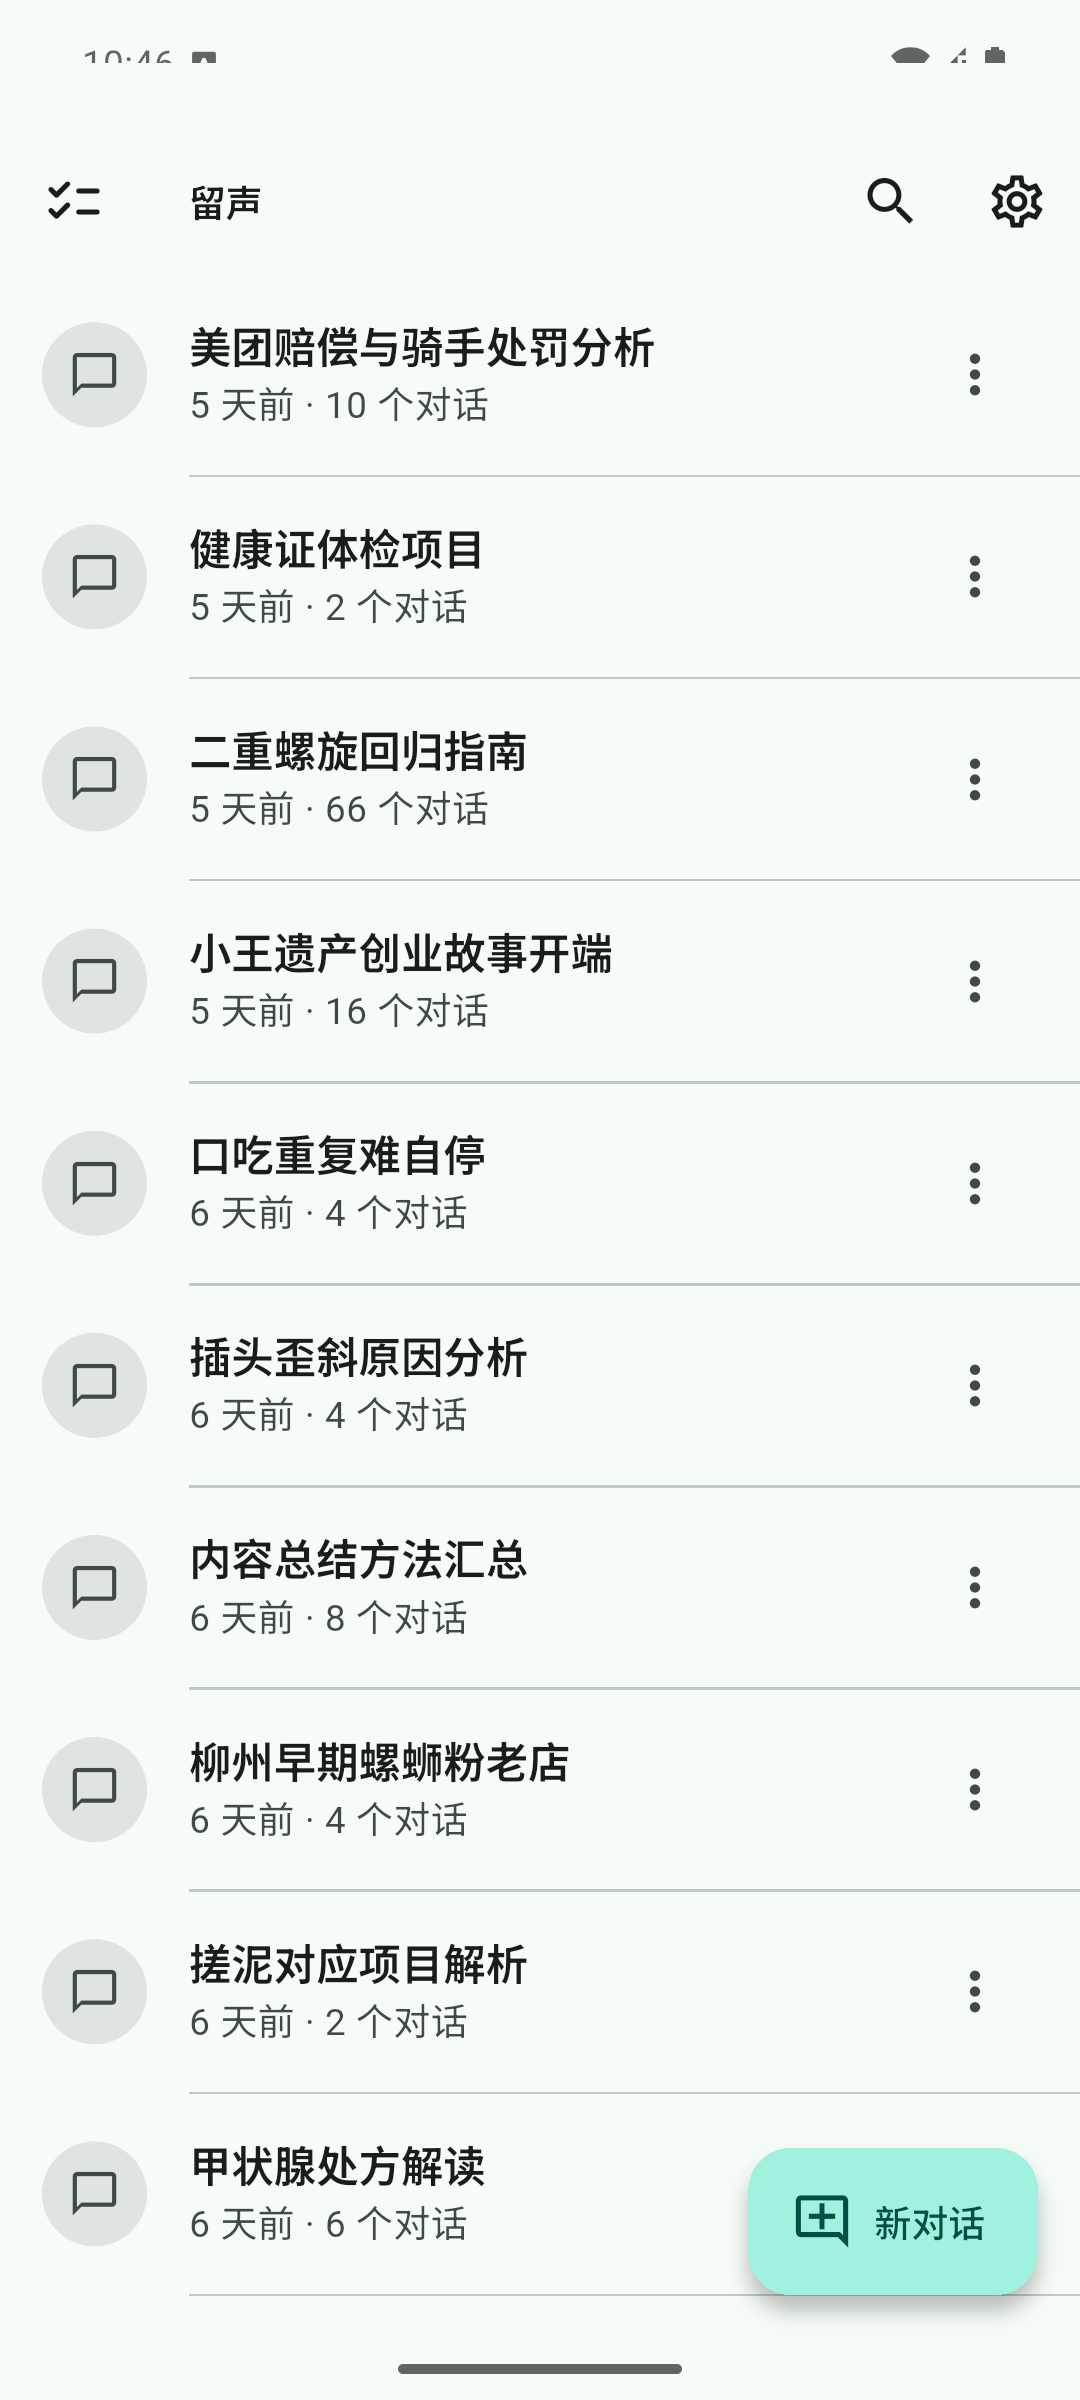 10:46
留声
美团赔偿与骑手处罚分析
5 天前 · 10 个对话
健康证体检项目
5 天前 · 2 个对话
二重螺旋回归指南
5 天前 · 66 个对话
小王遗产创业故事开端
5 天前 · 16 个对话
口吃重复难自停
6 天前 · 4 个对话
插头歪斜原因分析
6 天前 · 4 个对话
内容总结方法汇总
6 天前 · 8 个对话
柳州早期螺蛳粉老店
6 天前 · 4 个对话
搓泥对应项目解析
6 天前 · 2 个对话
甲状腺处方解读
6 天前 · 6 个对话
新对话